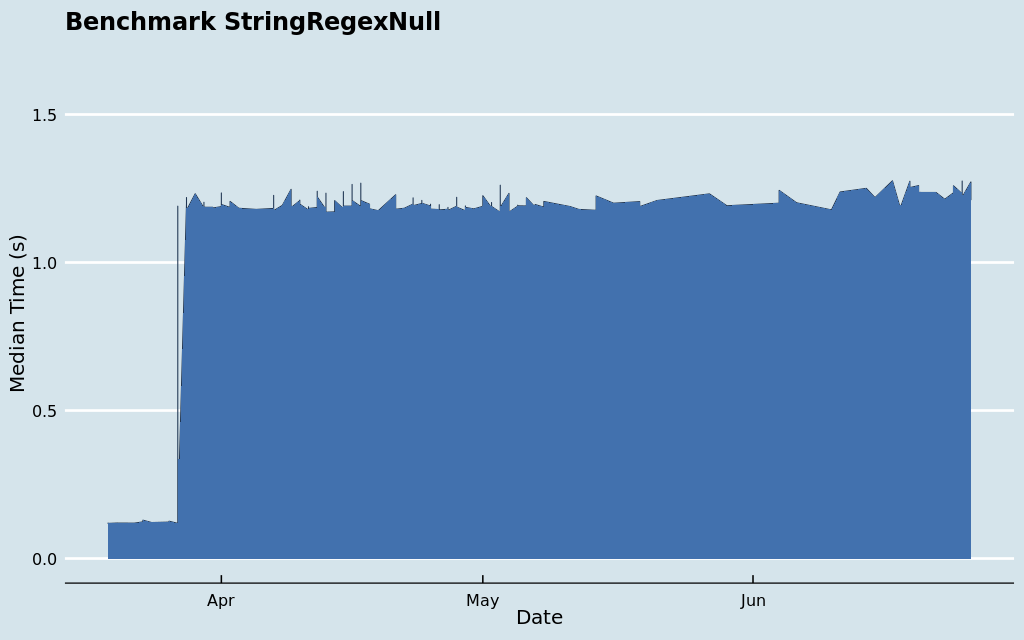 Benchmark StringRegexNull
1.5
1.0
0.5
0.0
Median Time (s)
Apr
May
Jun
Date